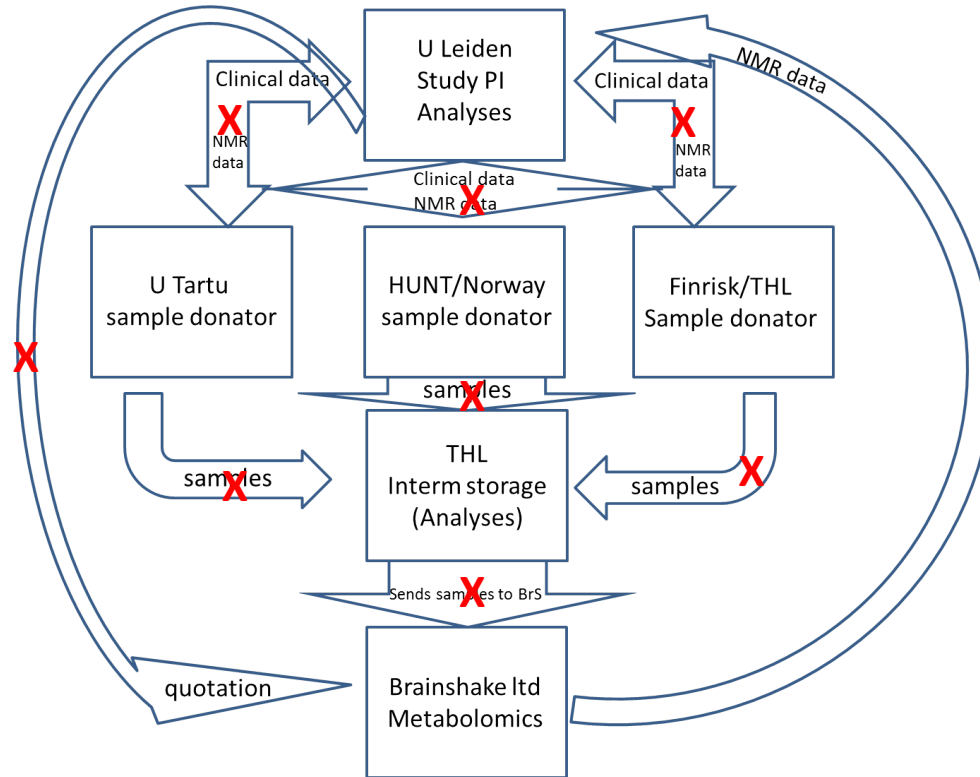 U Leiden
Study PI
Analyses
Clinical data
Clinical data
NMR data
X
X
NMR
data
NMR
data
Clinical data
NMR data
X
U Tartu
sample donator
HUNT/Norway
sample donator
Finrisk/THL
Sample donator
X
samples
X
samples
X
THL
Interm storage
(Analyses)
samples
X
Sends samples to BrS
X
quotation
Brainshake ltd
Metabolomics